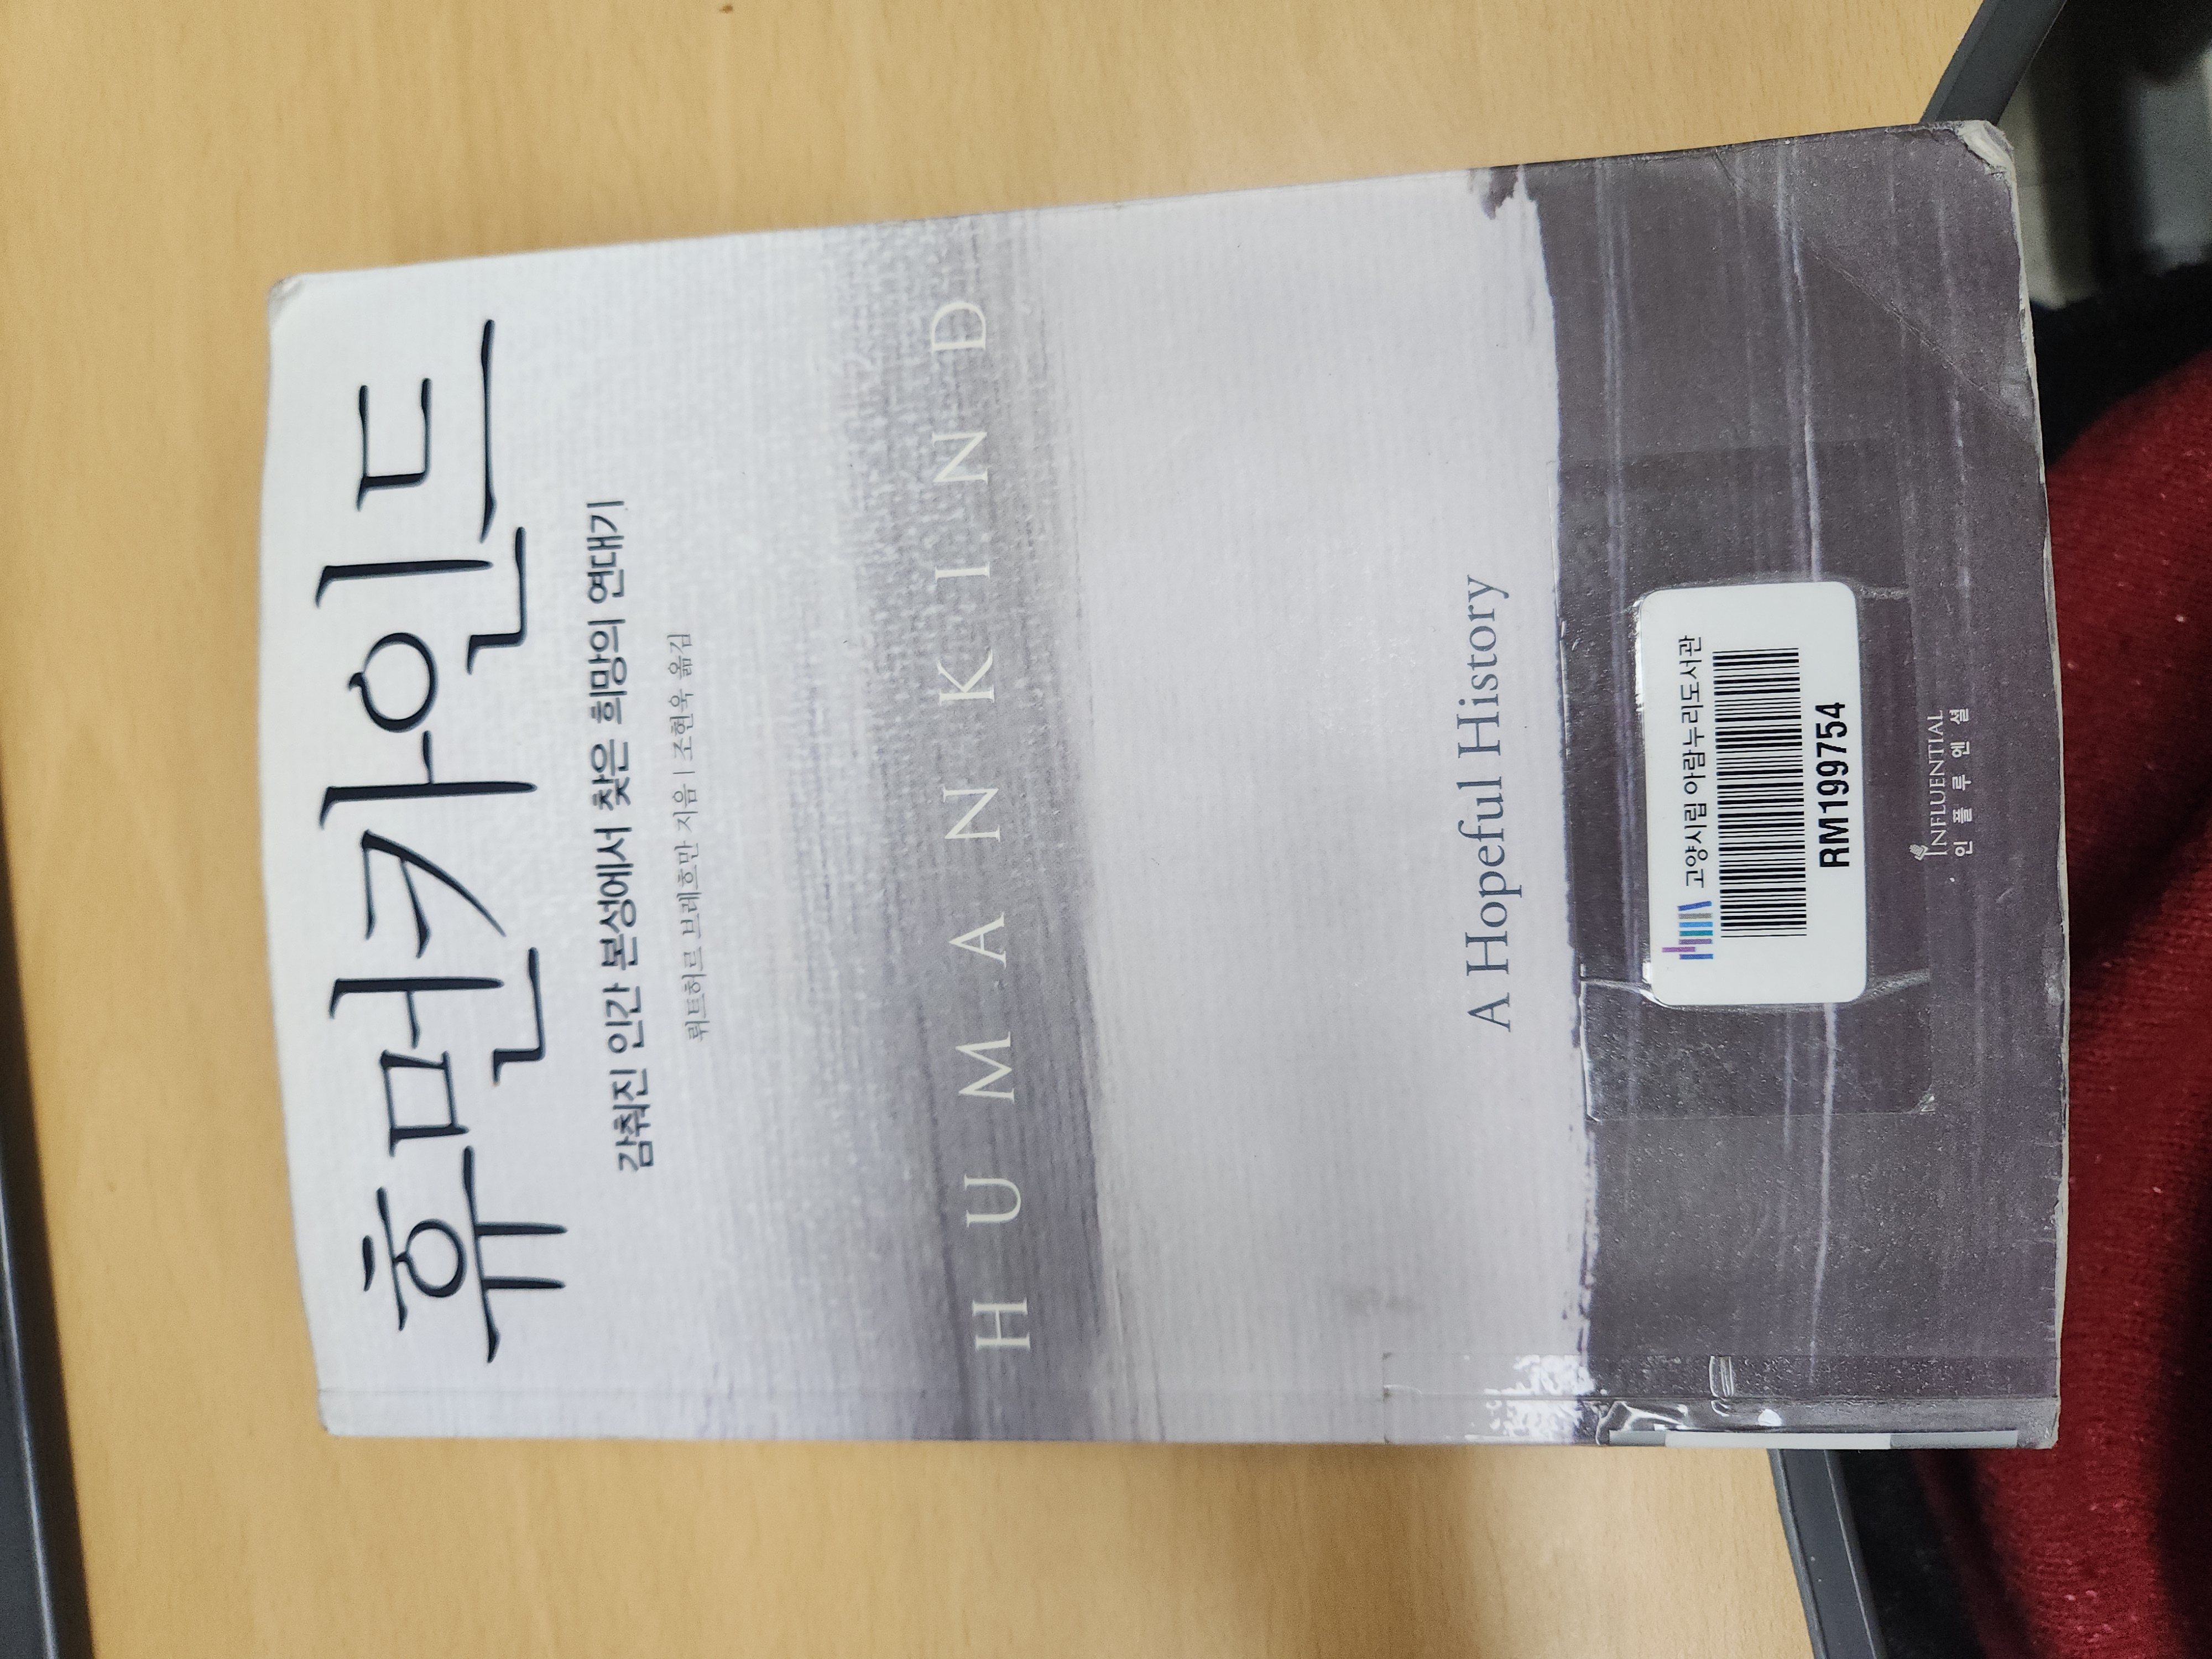 휴먼카인드
감춰진 인간 본성에서 찾은 희망의 연대기
뤼트허르 브레흐만 지음 | 조현욱 옮김
HUMANKIND
A Hopeful History
고양시립 아람누리도서관
RM199754
INFLUENTIAL
인플루엔셜